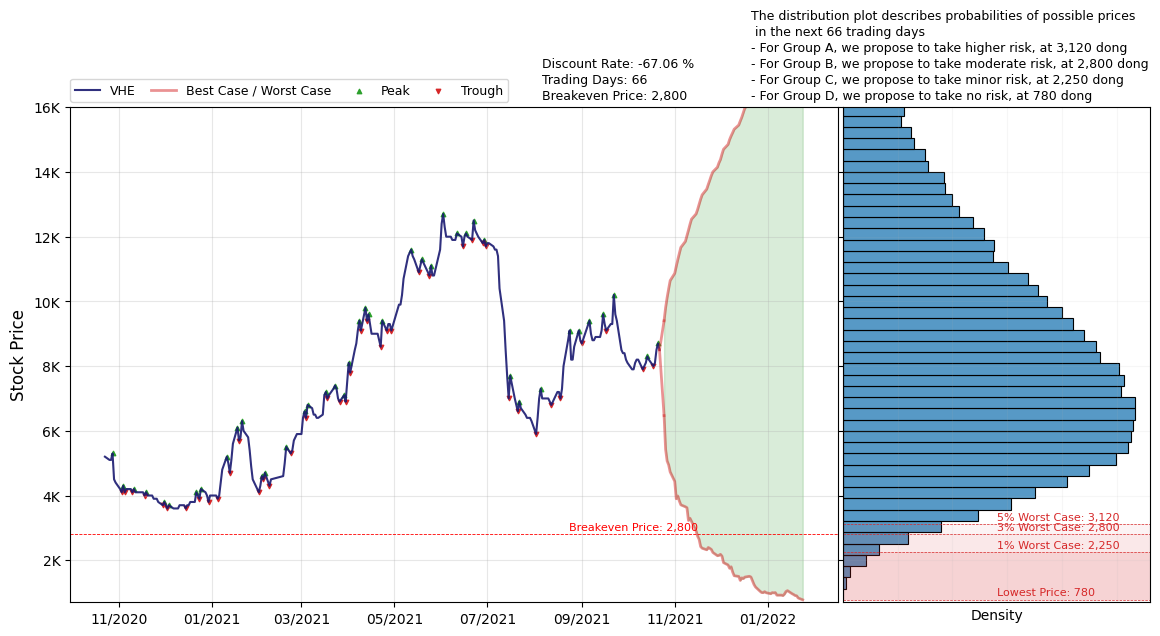 The distribution plot describes probabilities of possible prices
in the next 66 trading days
- For Group A, we propose to take higher risk, at 3,120 dong
- For Group B, we propose to take moderate risk, at 2,800 dong
- For Group C, we propose to take minor risk, at 2,250 dong
- For Group D, we propose to take no risk, at 780 dong
Discount Rate: -67.06 %
Trading Days: 66
Breakeven Price: 2,800
VHE
Best Case / Worst Case
Peak
Trough
16K
14K
12K
10K
8K
6K
4K
2K
Stock Price
Breakeven Price: 2,800
5% Worst Case: 3,120
3% Worst Case: 2,800
1% Worst Case: 2,250
Lowest Price: 780
11/2020
01/2021
03/2021
05/2021
07/2021
09/2021
11/2021
01/2022
Density